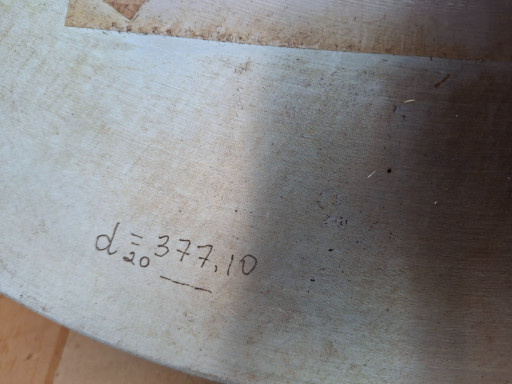 d₂₀ = 377,10